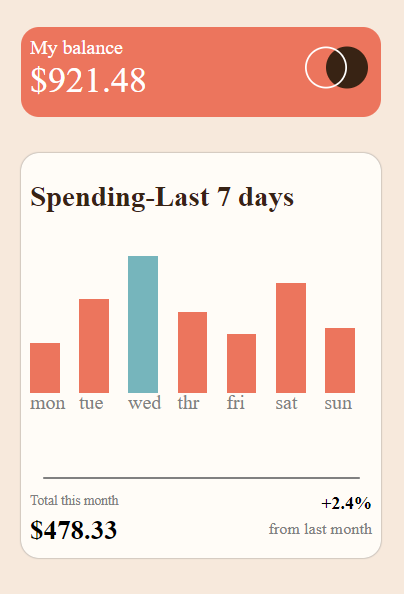 My balance
$921.48
Spending-Last 7 days
mon tue wed thr fri sat sun
Total this month
+2.4%
$478.33
from last month